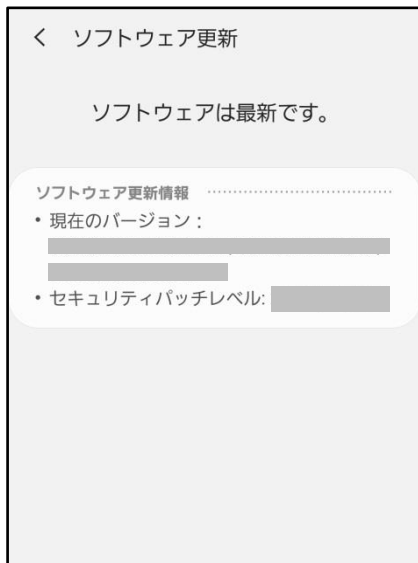 ソフトウェア更新
ソフトウェアは最新です。
ソフトウェア更新情報
• 現在のバージョン :
• セキュリティパッチレベル: